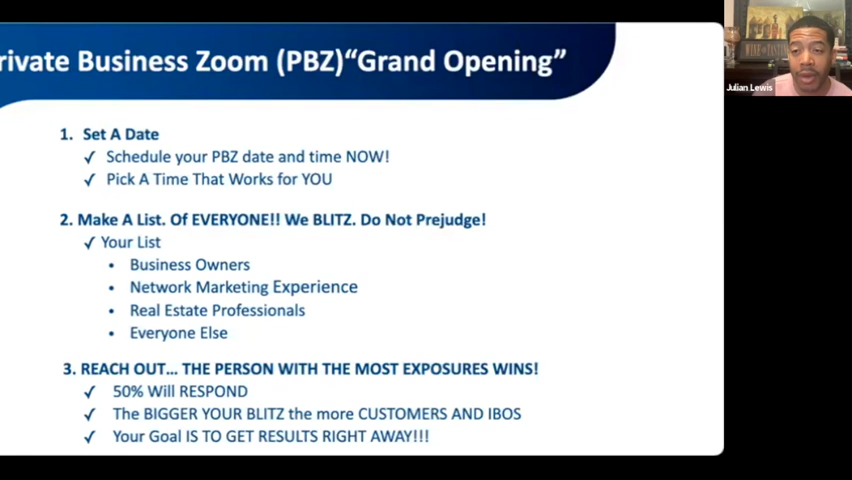 rivate Business Zoom (PBZ)“Grand Opening”
Julian Lewis
1. Set A Date
✓ Schedule your PBZ date and time NOW!
✓ Pick A Time That Works for YOU
2. Make A List. Of EVERYONE!! We BLITZ. Do Not Prejudge!
✓ Your List
• Business Owners
• Network Marketing Experience
• Real Estate Professionals
• Everyone Else
3. REACH OUT... THE PERSON WITH THE MOST EXPOSURES WINS!
✓ 50% Will RESPOND
✓ The BIGGER YOUR BLITZ the more CUSTOMERS AND IBOS
✓ Your Goal IS TO GET RESULTS RIGHT AWAY!!!